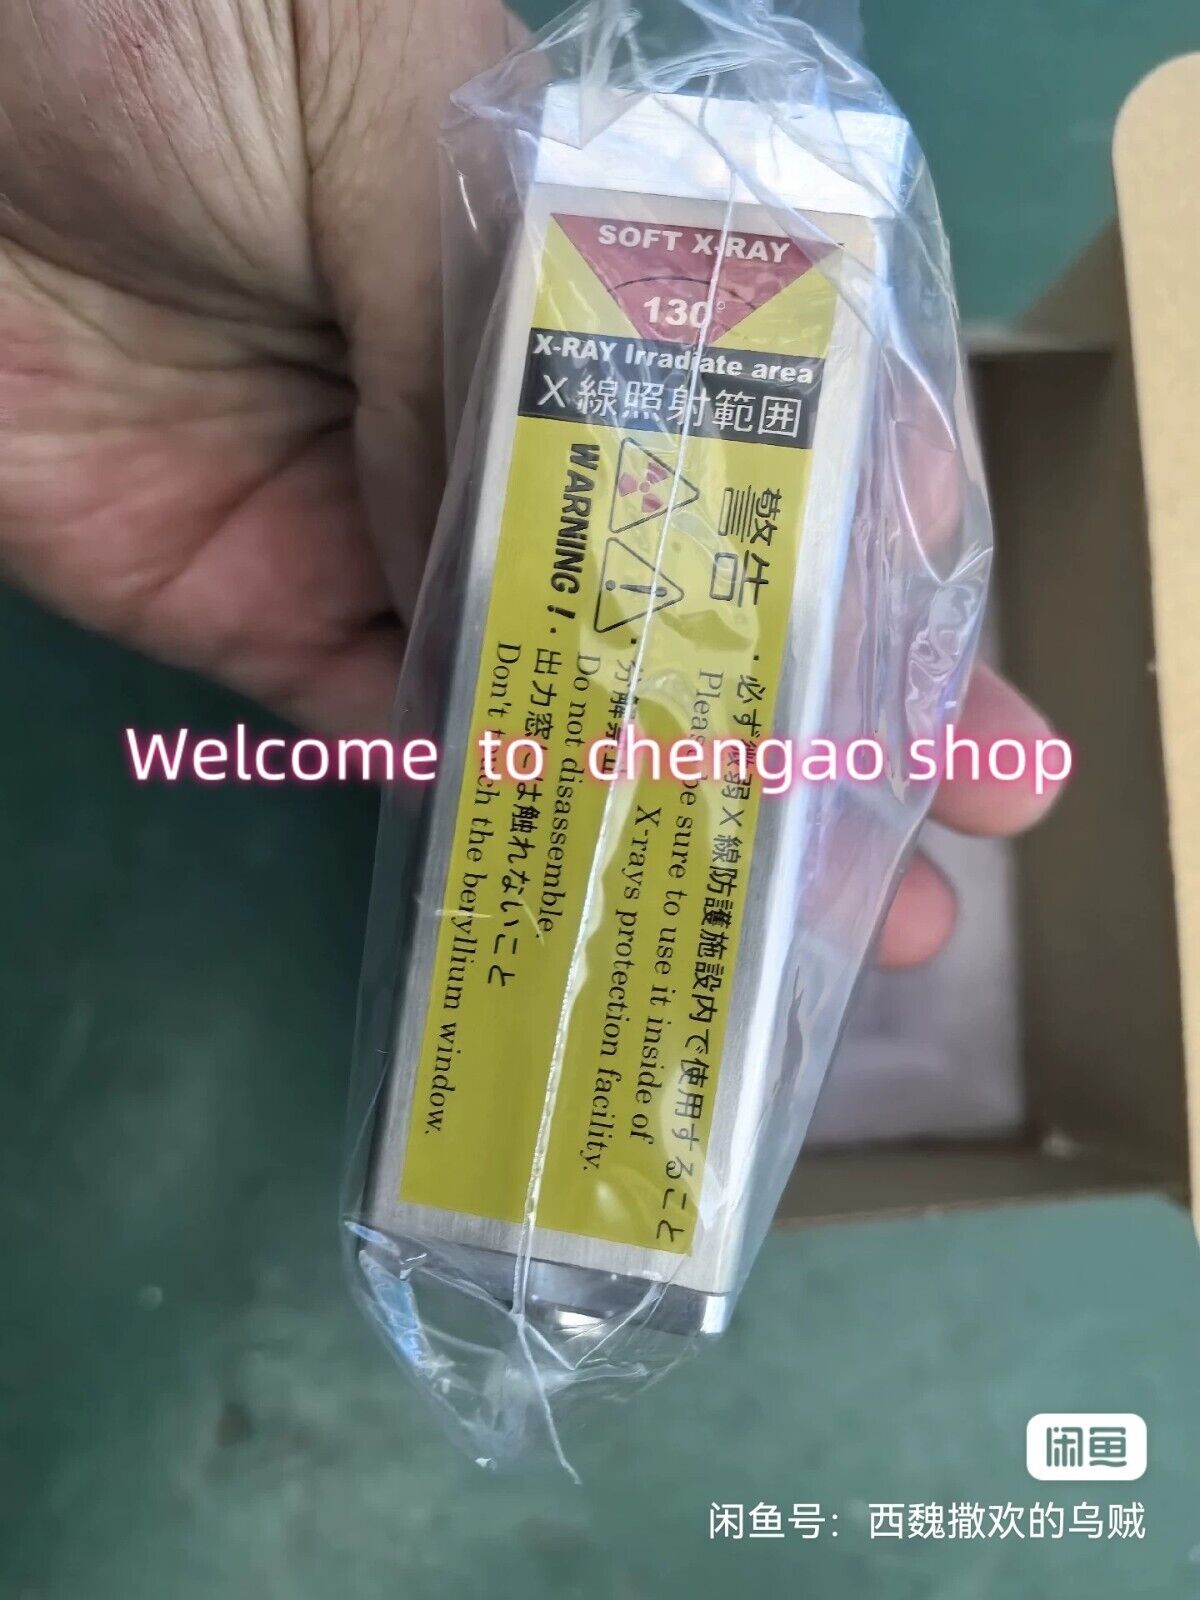 SOFT X-RAY
130°
X-RAY Irradiate area
X線照射範囲
警告
WARNING!
・必ず微弱X線防護施設内で使用すること
Please be sure to use it inside of
X-rays protection facility.
Do not disassemble.
・出力窓には触れないこと
Don't touch the beryllium window.
Welcome to chengao shop
闲鱼
闲鱼号：西魏撒欢的乌贼